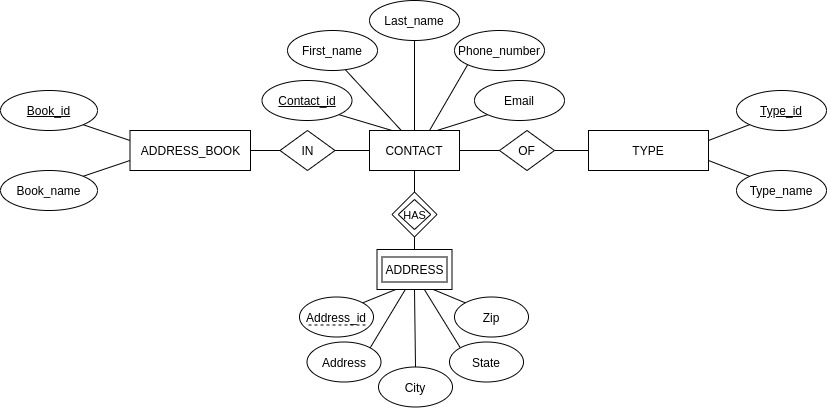 Last_name
First_name
Phone_number
Contact_id
Email
Book_id
Type_id
ADDRESS_BOOK
IN
CONTACT
OF
TYPE
Book_name
Type_name
HAS
ADDRESS
Address_id
Zip
Address
State
City